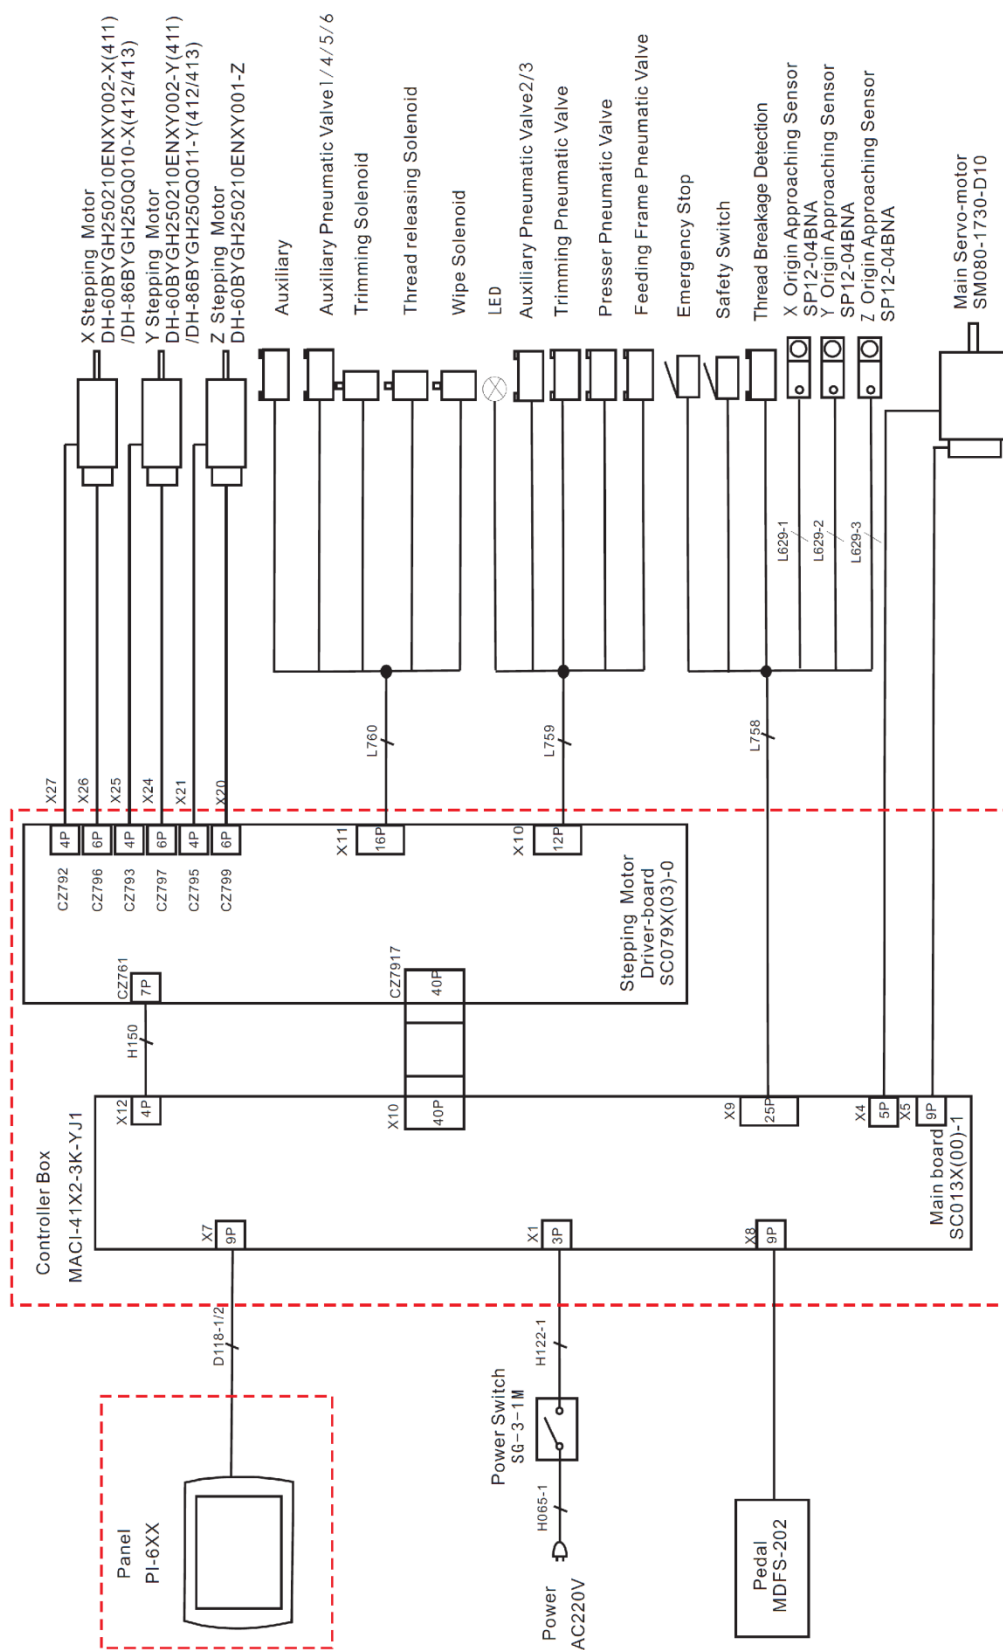 X Stepping Motor
DH-60BYGH250210ENXY002-X(411)
/DH-86BYGH250Q010-X(412/413)
Y Stepping Motor
DH-60BYGH250210ENXY002-Y(411)
/DH-86BYGH250Q011-Y(412/413)
Z Stepping Motor
DH-60BYGH250210ENXY001-Z
Auxiliary
Auxiliary Pneumatic Valve1/4/5/6
Trimming Solenoid
Thread releasing Solenoid
Wipe Solenoid
LED
Auxiliary Pneumatic Valve2/3
Trimming Pneumatic Valve
Presser Pneumatic Valve
Feeding Frame Pneumatic Valve
Emergency Stop
Safety Switch
Thread Breakage Detection
X Origin Approaching Sensor
SP12-04BNA
Y Origin Approaching Sensor
SP12-04BNA
Z Origin Approaching Sensor
SP12-04BNA
Main Servo-motor
SM080-1730-D10
L629-1
L629-2
L629-3
L760
L759
L758
X27
X26
X25
X24
X21
X20
X11
X10
4P
6P
4P
6P
4P
6P
16P
12P
CZ792
CZ796
CZ793
CZ797
CZ795
CZ799
Stepping Motor
Driver-board
SC079X(03)-0
CZ761
7P
CZ7917
40P
H150
X12
4P
X10
40P
X9
25P
X4
5P
X5
9P
Controller Box
MACI-41X2-3K-YJ1
Main board
SC013X(00)-1
X7
9P
X1
3P
X8
9P
D118-1/2
H122-1
Power Switch
SG-3-1M
H065-1
Panel
PI-6XX
Power
AC220V
Pedal
MDFS-202